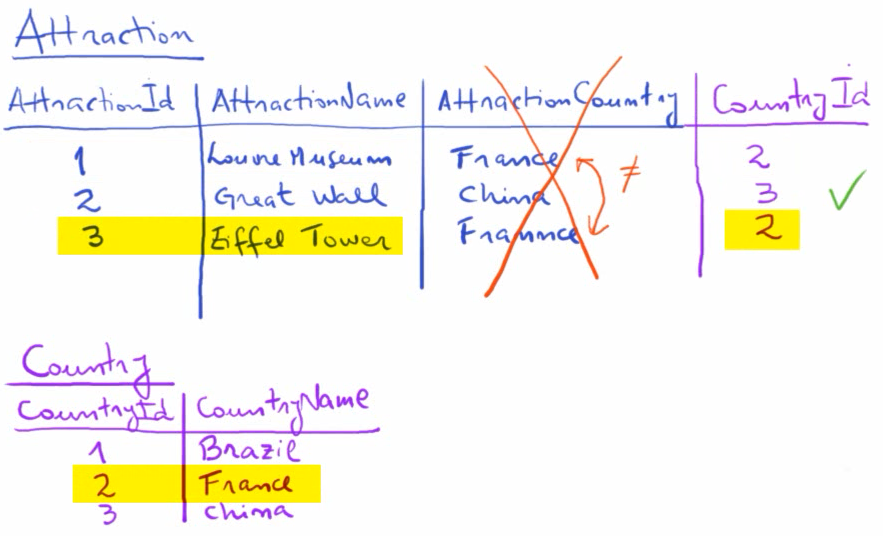 Attraction
AttractionId AttractionName AttractionCountry CountryId
1 Louvre Museum France 2
2 Great Wall China 3 ✓
3 Eiffel Tower Frannce 2
≠
Country
CountryId CountryName
1 Brazil
2 France
3 China